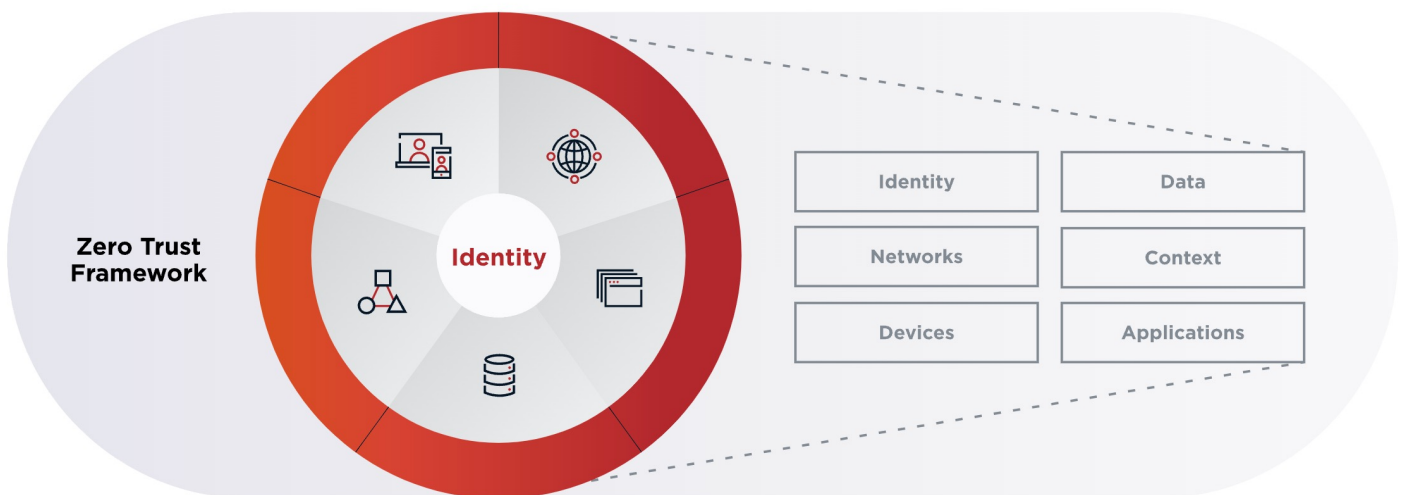 Zero Trust
Framework
Identity
Identity
Data
Networks
Context
Devices
Applications